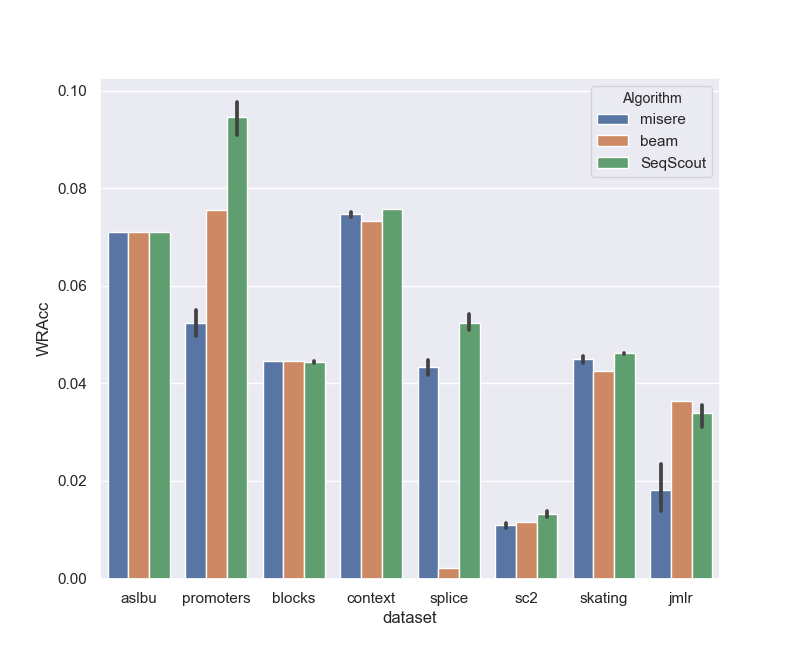 Algorithm
misere
beam
SeqScout
WRAcc
0.10
0.08
0.06
0.04
0.02
0.00
aslbu promoters blocks context splice sc2 skating jmlr
dataset